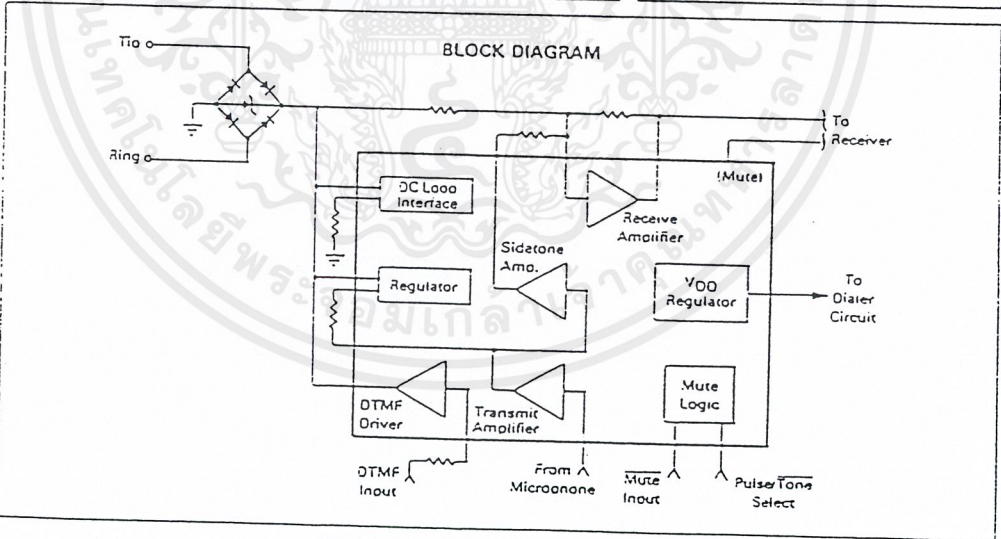 BLOCK DIAGRAM
Tip
Ring
To
Receiver
(Mute)
DC Loop
Interface
Receive
Amplifier
Sidetone
Amp.
Regulator
VDD
Regulator
To
Dialer
Circuit
DTMF
Driver
Transmit
Amplifier
Mute
Logic
DTMF
Input
From
Microphone
Mute
Input
Pulse/Tone
Select